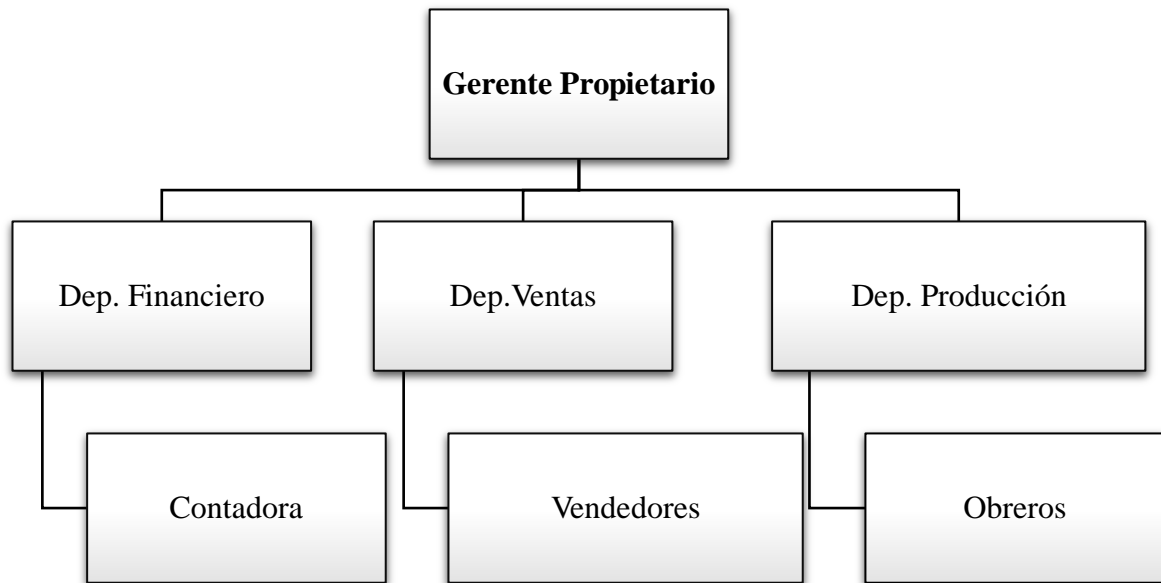 Gerente Propietario
Dep. Financiero
Dep.Ventas
Dep. Producción
Contadora
Vendedores
Obreros